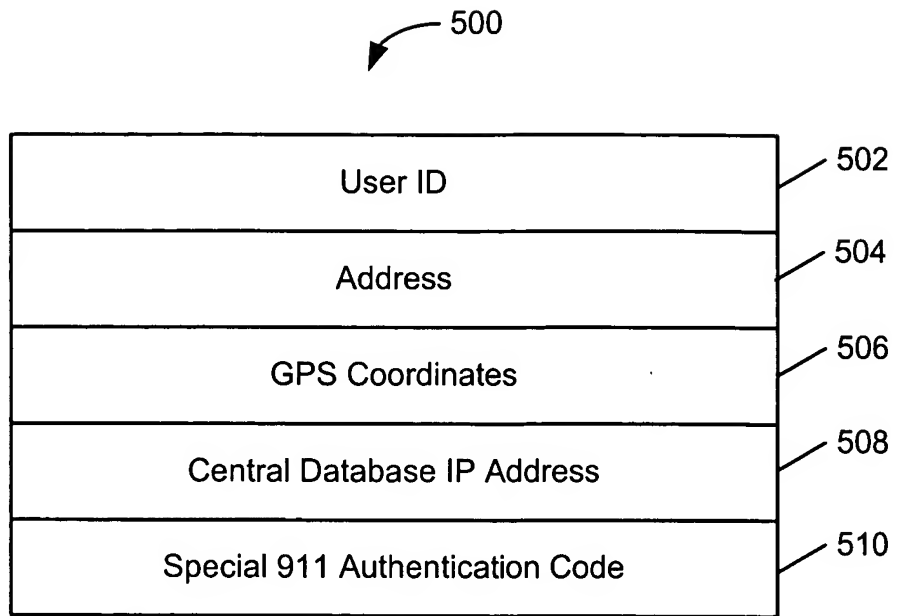 500
User ID
502
Address
504
GPS Coordinates
506
Central Database IP Address
508
Special 911 Authentication Code
510